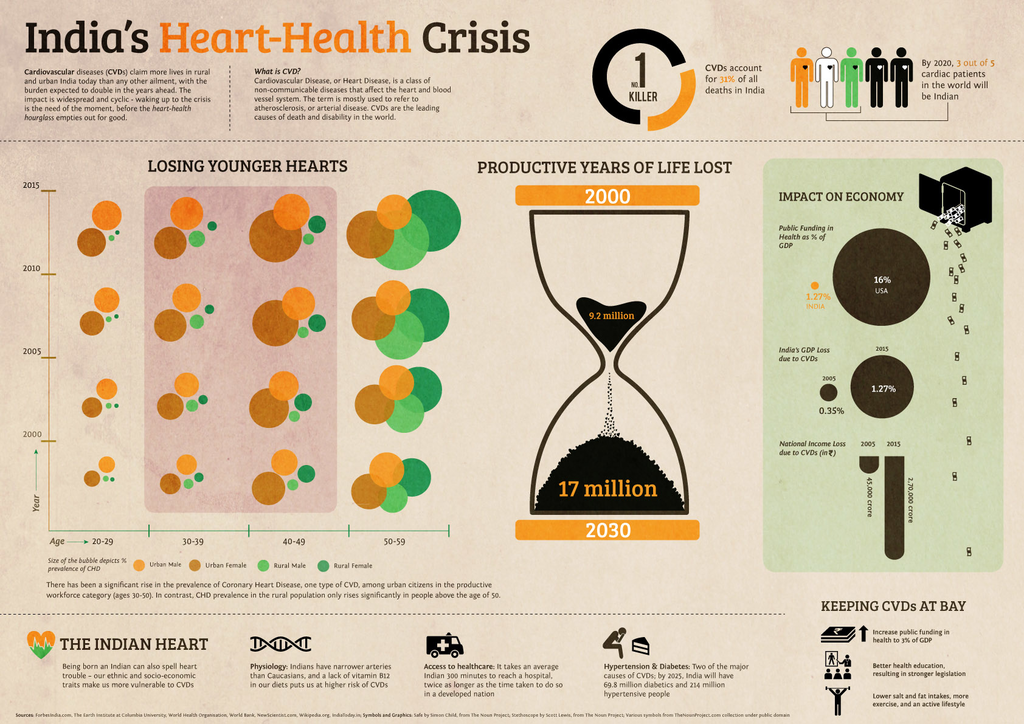 India's Heart-Health Crisis
Cardiovascular diseases (CVDs) claim more lives in rural
and urban India today than any other ailment, with the
burden expected to double in the years ahead. The
impact is widespread and cyclic - waking up to the crisis
is the need of the moment, before the heart-health
hourglass empties out for good.
What is CVD?
Cardiovascular Disease, or Heart Disease, is a class of
non-communicable diseases that affect the heart and blood
vessel system. The term is mostly used to refer to
atherosclerosis, or arterial disease. CVDs are the leading
causes of death and disability in the world.
No. 1
KILLER
CVDs account
for 31% of all
deaths in India
By 2020, 3 out of 5
cardiac patients
in the world will
be Indian
LOSING YOUNGER HEARTS
2015
2010
2005
2000
Year
Age
20-29
30-39
40-49
50-59
Size of the bubble depicts %
prevalence of CHD
Urban Male
Urban Female
Rural Male
Rural Female
There has been a significant rise in the prevalence of Coronary Heart Disease, one type of CVD, among urban citizens in the productive
workforce category (ages 30-50). In contrast, CHD prevalence in the rural population only rises significantly in people above the age of 50.
PRODUCTIVE YEARS OF LIFE LOST
2000
9.2 million
17 million
2030
IMPACT ON ECONOMY
Public Funding in
Health as % of
GDP
16%
USA
1.27%
INDIA
India's GDP Loss
due to CVDs
2015
1.27%
2005
0.35%
National Income Loss
due to CVDs (in ₹)
2005
2015
45,000 crore
2,70,000 crore
THE INDIAN HEART
Being born an Indian can also spell heart
trouble – our ethnic and socio-economic
traits make us more vulnerable to CVDs
Physiology: Indians have narrower arteries
than Caucasians, and a lack of vitamin B12
in our diets puts us at higher risk of CVDs
Access to healthcare: It takes an average
Indian 300 minutes to reach a hospital,
twice as longer as the time taken to do so
in a developed nation
Hypertension & Diabetes: Two of the major
causes of CVDs; by 2025, India will have
69.8 million diabetics and 214 million
hypertensive people
KEEPING CVDs AT BAY
Increase public funding in
health to 3% of GDP
Better health education,
resulting in stronger legislation
Lower salt and fat intakes, more
exercise, and an active lifestyle
Sources: ForbesIndia.com, The Earth Institute at Columbia University, World Health Organisation, World Bank, NewScientist.com, Wikipedia.org, IndiaToday.in, Symbols and Graphics: Safe by Simon Child, from The Noun Project, Stethoscope by Scott Lewis, from The Noun Project; Various symbols from TheNounProject.com collection under public domain